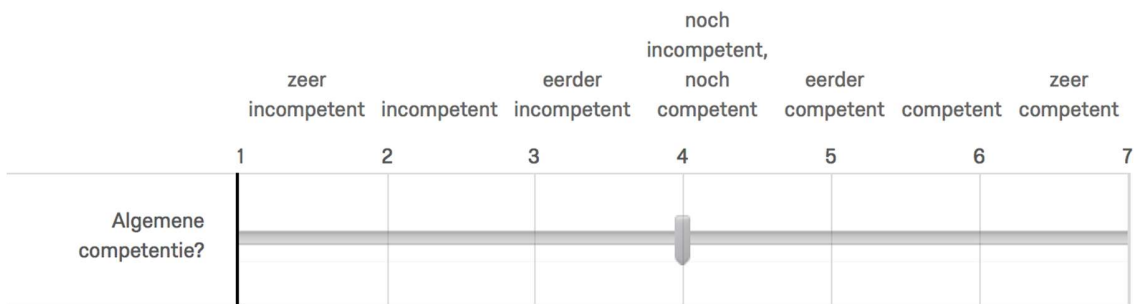 zeer
incompetent
incompetent
eerder
incompetent
noch
incompetent,
noch
competent
eerder
competent
competent
zeer
competent
1 2 3 4 5 6 7
Algemene
competentie?